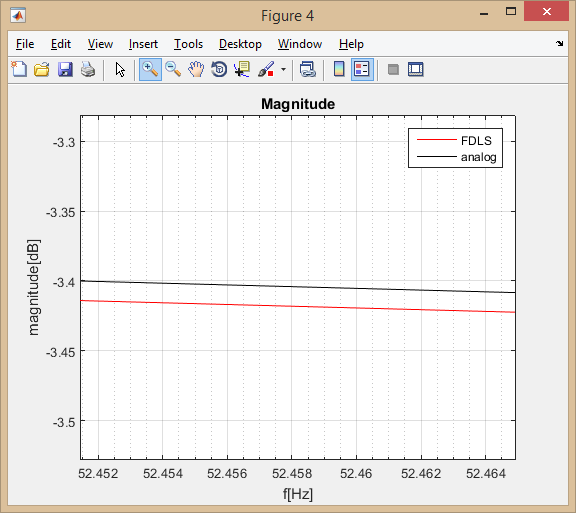 Figure 4
File Edit View Insert Tools Desktop Window Help
Magnitude
FDLS
analog
-3.3
-3.35
-3.4
-3.45
-3.5
magnitude[dB]
52.452 52.454 52.456 52.458 52.46 52.462 52.464
f[Hz]